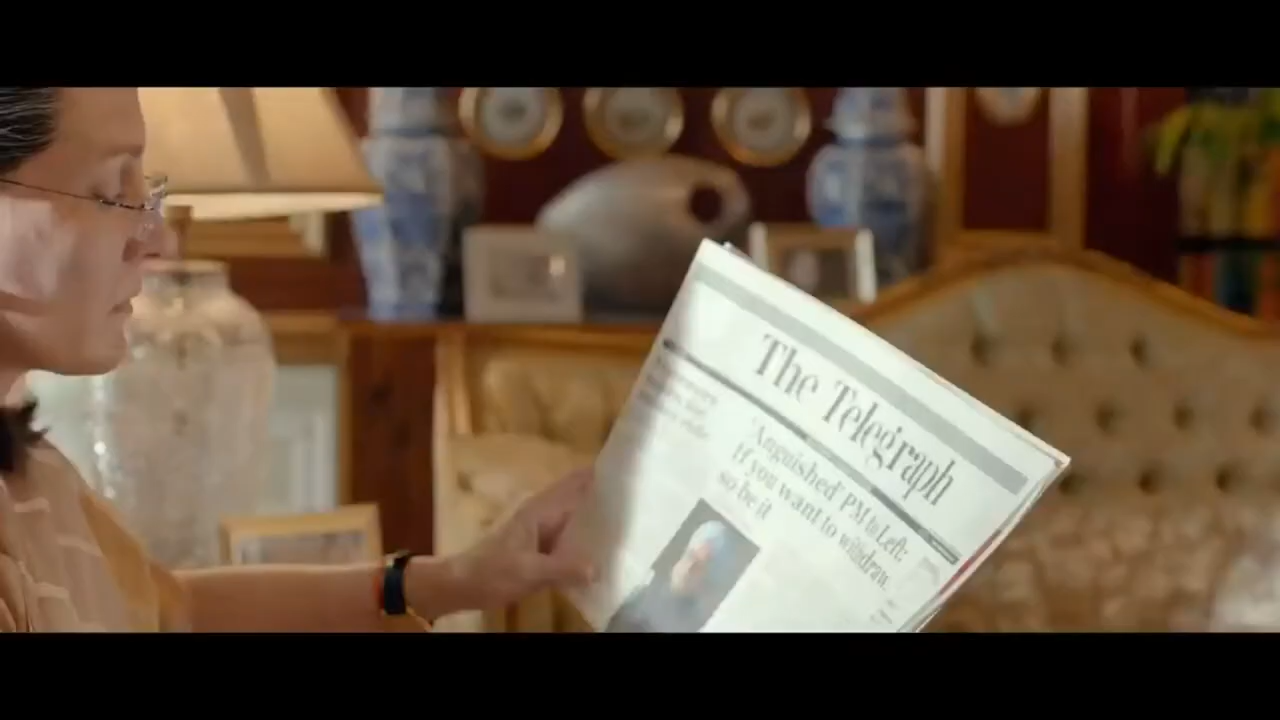 The Telegraph
'Anguished' PM to Left:
If you want to withdraw,
so be it